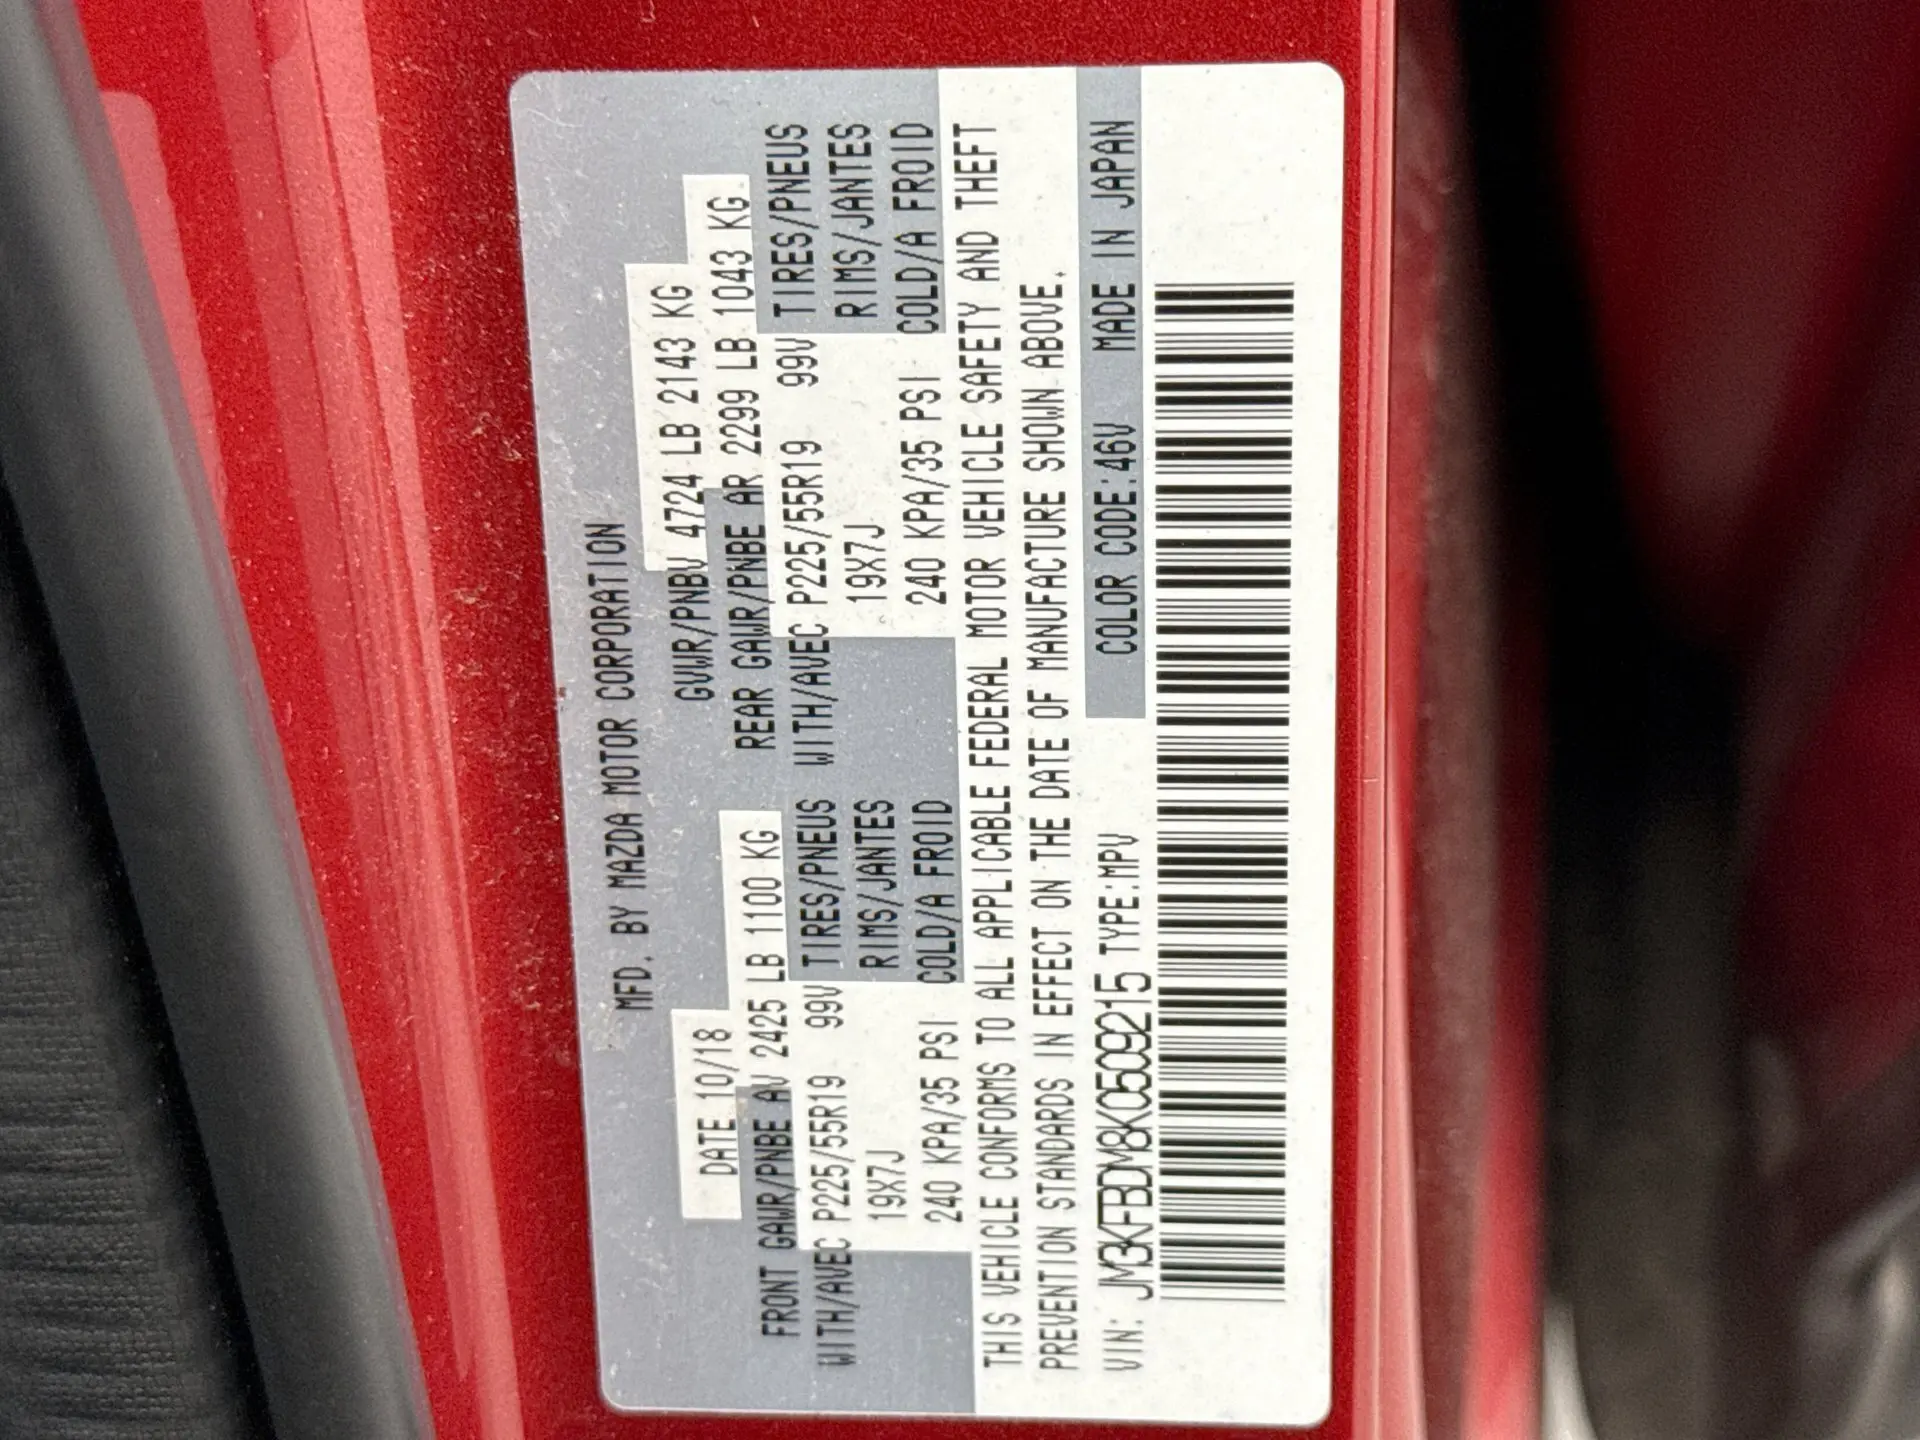 MFD. BY MAZDA MOTOR CORPORATION
DATE 10/18 GVWR/PNBV 4724 LB 2143 KG
FRONT GAWR/PNBE AV 2425 LB 1100 KG REAR GAWR/PNBE AR 2299 LB 1043 KG
WITH/AVEC P225/55R19 99V TIRES/PNEUS WITH/AVEC P225/55R19 99V TIRES/PNEUS
19X7J RIMS/JANTES 19X7J RIMS/JANTES
240 KPA/35 PSI COLD/A FROID 240 KPA/35 PSI COLD/A FROID
THIS VEHICLE CONFORMS TO ALL APPLICABLE FEDERAL MOTOR VEHICLE SAFETY AND THEFT
PREVENTION STANDARDS IN EFFECT ON THE DATE OF MANUFACTURE SHOWN ABOVE.
VIN: JM3KFBDM8K0509215 TYPE:MPV COLOR CODE:46V MADE IN JAPAN